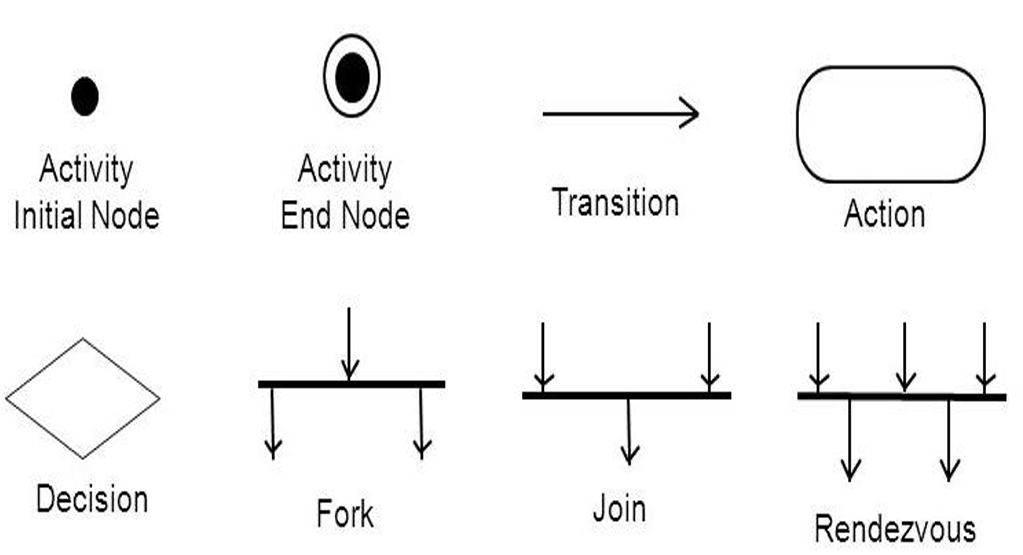 Activity
Initial Node
Activity
End Node
Transition
Action
Decision
Fork
Join
Rendezvous